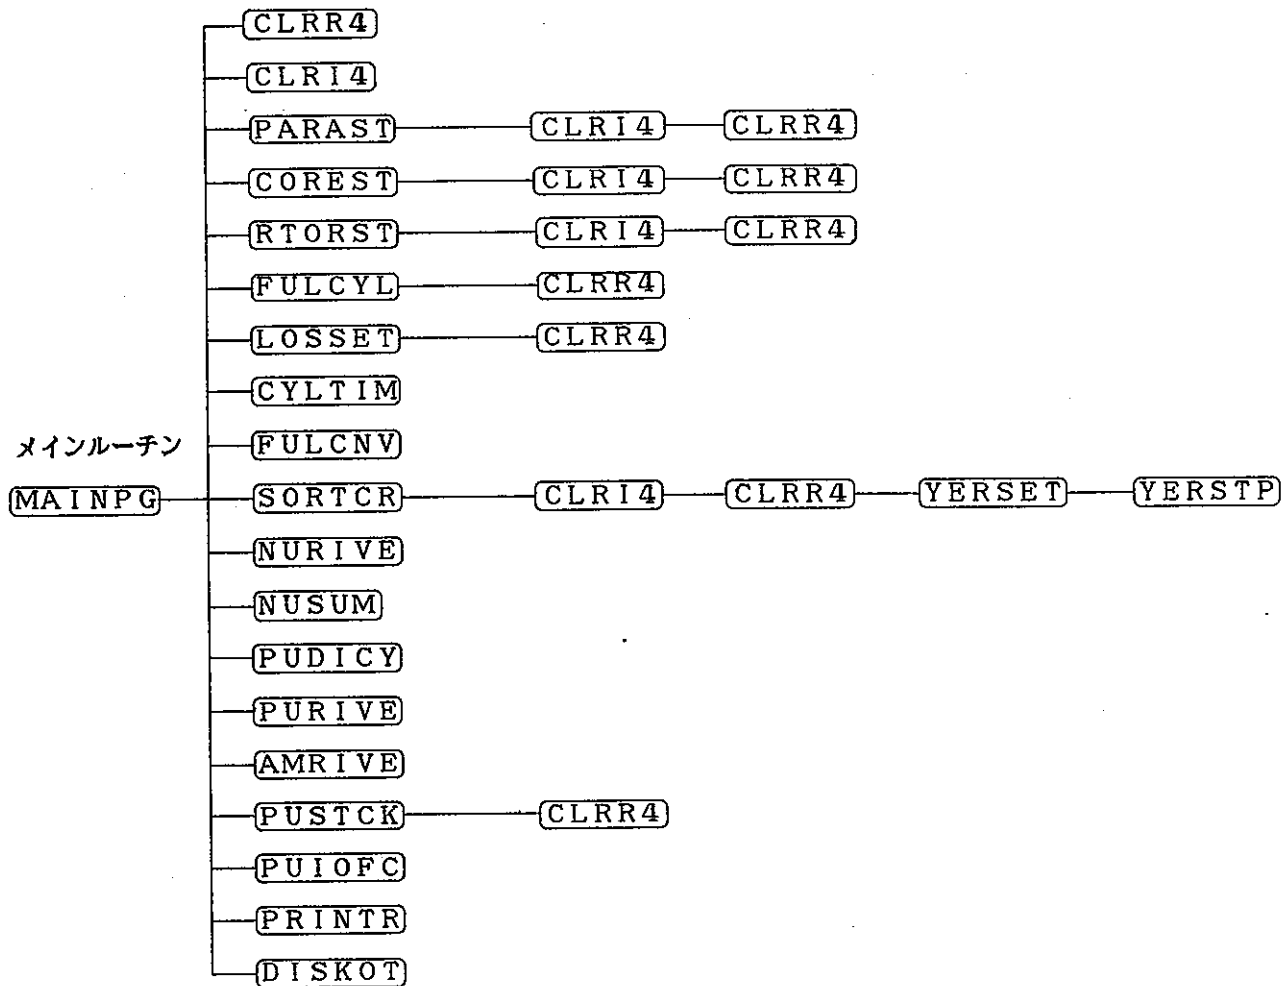 CLRR4
CLRI4
PARAST CLRI4 CLRR4
COREST CLRI4 CLRR4
RTORST CLRI4 CLRR4
FULCYL CLRR4
LOSSET CLRR4
CYLTIM
メインルーチン FULCNV
MAINPG SORTCR CLRI4 CLRR4 YERSET YERSTP
NURIVE
NUSUM
PUDICY
PURIVE
AMRIVE
PUSTCK CLRR4
PUIOFC
PRINTR
DISKOT